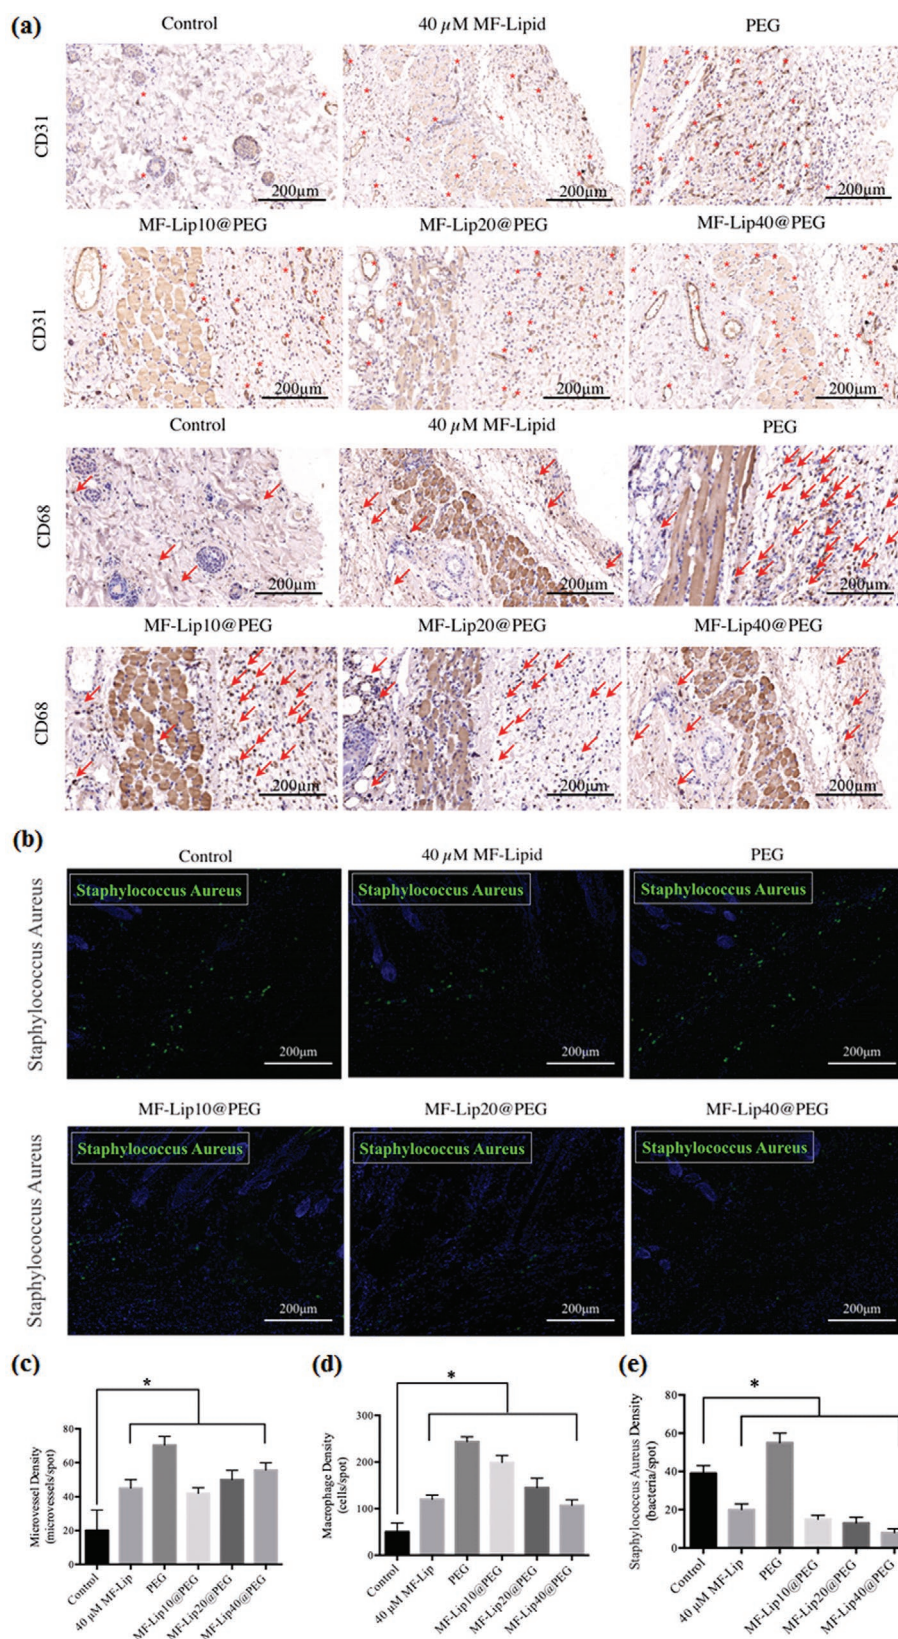 (a)
Control 40 µM MF-Lipid PEG
CD31
200µm 200µm 200µm
MF-Lip10@PEG MF-Lip20@PEG MF-Lip40@PEG
CD31
200µm 200µm 200µm
Control 40 µM MF-Lipid PEG
CD68
200µm 200µm 200µm
MF-Lip10@PEG MF-Lip20@PEG MF-Lip40@PEG
CD68
200µm 200µm 200µm
(b)
Control 40 µM MF-Lipid PEG
Staphylococcus Aureus
Staphylococcus Aureus Staphylococcus Aureus Staphylococcus Aureus
200µm 200µm 200µm
MF-Lip10@PEG MF-Lip20@PEG MF-Lip40@PEG
Staphylococcus Aureus
Staphylococcus Aureus Staphylococcus Aureus Staphylococcus Aureus
200µm 200µm 200µm
(c)
*
Microvessel Density
(microvessels/spot)
80
60
40
20
0
Control 40 µM MF-Lip PEG MF-Lip10@PEG MF-Lip20@PEG MF-Lip40@PEG
(d)
*
Macrophage Density
(cells/spot)
300
200
100
0
Control 40 µM MF-Lip PEG MF-Lip10@PEG MF-Lip20@PEG MF-Lip40@PEG
(e)
*
Staphylococcus Aureus Density
(bacteria/spot)
80
60
40
20
0
Control 40 µM MF-Lip PEG MF-Lip10@PEG MF-Lip20@PEG MF-Lip40@PEG